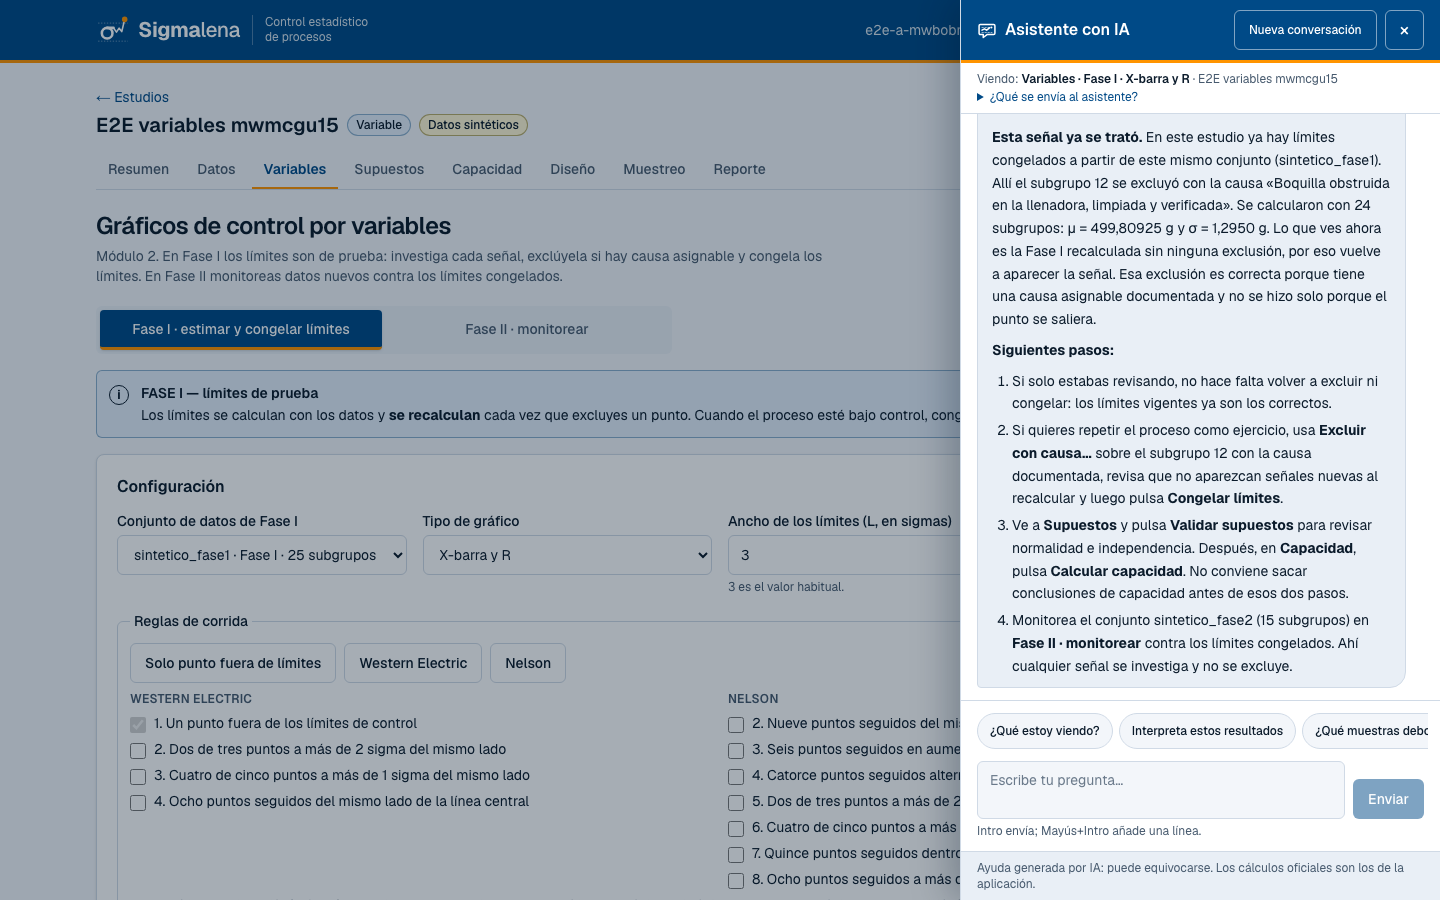 Sigmalena
Control estadístico
de procesos
← Estudios
E2E variables mwmcgu15
Variable
Datos sintéticos
Resumen
Datos
Variables
Supuestos
Capacidad
Diseño
Muestreo
Reporte
Gráficos de control por variables
Módulo 2. En Fase I los límites son de prueba: investiga cada señal, exclúyela si hay causa asignable y congela los
límites. En Fase II monitoreas datos nuevos contra los límites congelados.
Fase I · estimar y congelar límites
Fase II · monitorear
FASE I — límites de prueba
Los límites se calculan con los datos y se recalculan cada vez que excluyes un punto. Cuando el proceso esté bajo control,
Configuración
Conjunto de datos de Fase I
Tipo de gráfico
Ancho de los límites (L, en sigmas)
sintetico_fase1 · Fase I · 25 subgrupos
X-barra y R
3
3 es el valor habitual.
Reglas de corrida
Solo punto fuera de límites
Western Electric
Nelson
WESTERN ELECTRIC
1. Un punto fuera de los límites de control
2. Dos de tres puntos a más de 2 sigma del mismo lado
3. Cuatro de cinco puntos a más de 1 sigma del mismo lado
4. Ocho puntos seguidos del mismo lado de la línea central
NELSON
2. Nueve puntos seguidos del
3. Seis puntos seguidos en
4. Catorce puntos seguidos
5. Dos de tres puntos a más de 2
6. Cuatro de cinco puntos a más
7. Quince puntos seguidos
8. Ocho puntos seguidos a más
Asistente con IA
Nueva conversación
×
Viendo: Variables · Fase I · X-barra y R · E2E variables mwmcgu15
¿Qué se envía al asistente?
Esta señal ya se trató. En este estudio ya hay límites
congelados a partir de este mismo conjunto (sintetico_fase1).
Allí el subgrupo 12 se excluyó con la causa «Boquilla obstruida
en la llenadora, limpiada y verificada». Se calcularon con 24
subgrupos: μ = 499,80925 g y σ = 1,2950 g. Lo que ves ahora
es la Fase I recalculada sin ninguna exclusión, por eso vuelve
a aparecer la señal. Esa exclusión es correcta porque tiene
una causa asignable documentada y no se hizo solo porque el
punto se saliera.
Siguientes pasos:
1. Si solo estabas revisando, no hace falta volver a excluir ni
congelar: los límites vigentes ya son los correctos.
2. Si quieres repetir el proceso como ejercicio, usa Excluir
con causa... sobre el subgrupo 12 con la causa
documentada, revisa que no aparezcan señales nuevas al
recalcular y luego pulsa Congelar límites.
3. Ve a Supuestos y pulsa Validar supuestos para revisar
normalidad e independencia. Después, en Capacidad,
pulsa Calcular capacidad. No conviene sacar
conclusiones de capacidad antes de esos dos pasos.
4. Monitorea el conjunto sintetico_fase2 (15 subgrupos) en
Fase II · monitorear contra los límites congelados. Ahí
cualquier señal se investiga y no se excluye.
¿Qué estoy viendo?
Interpreta estos resultados
¿Qué muestras
Escribe tu pregunta...
Enviar
Intro envía; Mayús+Intro añade una línea.
Ayuda generada por IA: puede equivocarse. Los cálculos oficiales son los de la
aplicación.